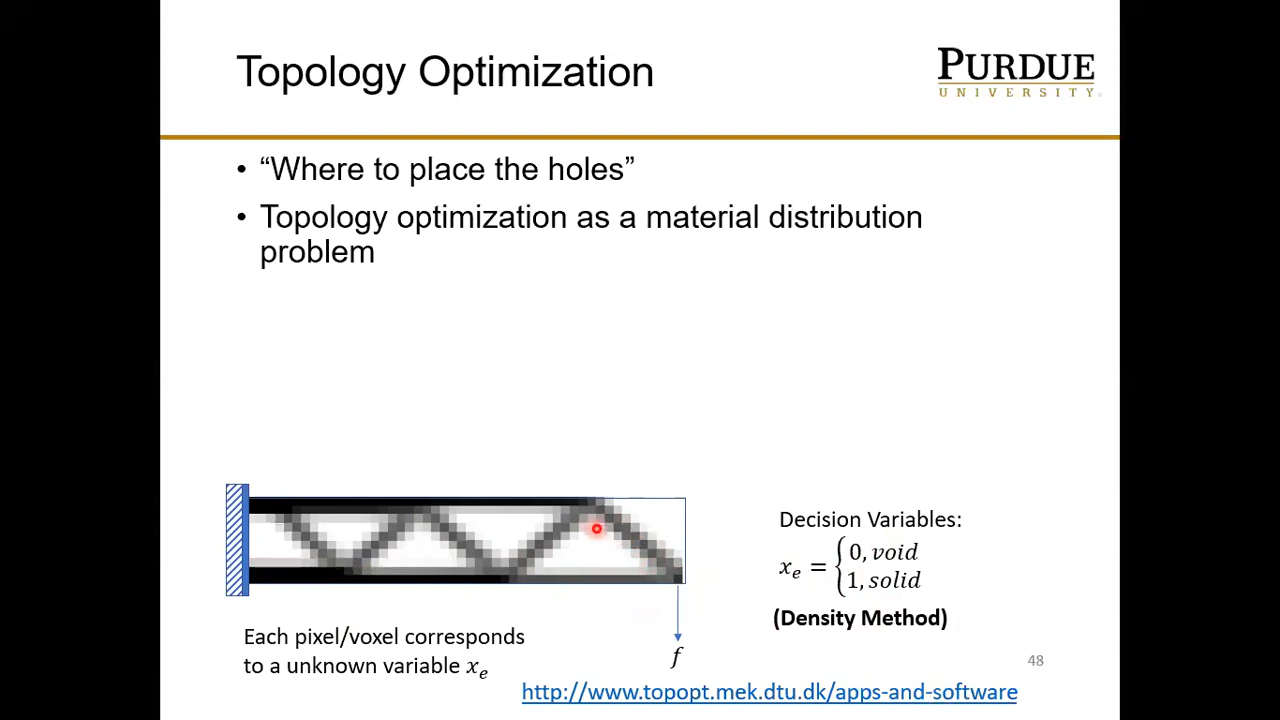 Topology Optimization
PURDUE
UNIVERSITY
• “Where to place the holes”
• Topology optimization as a material distribution
problem
Decision Variables:
xₑ = {0, void
1, solid
(Density Method)
Each pixel/voxel corresponds
to a unknown variable xₑ
f
48
http://www.topopt.mek.dtu.dk/apps-and-software